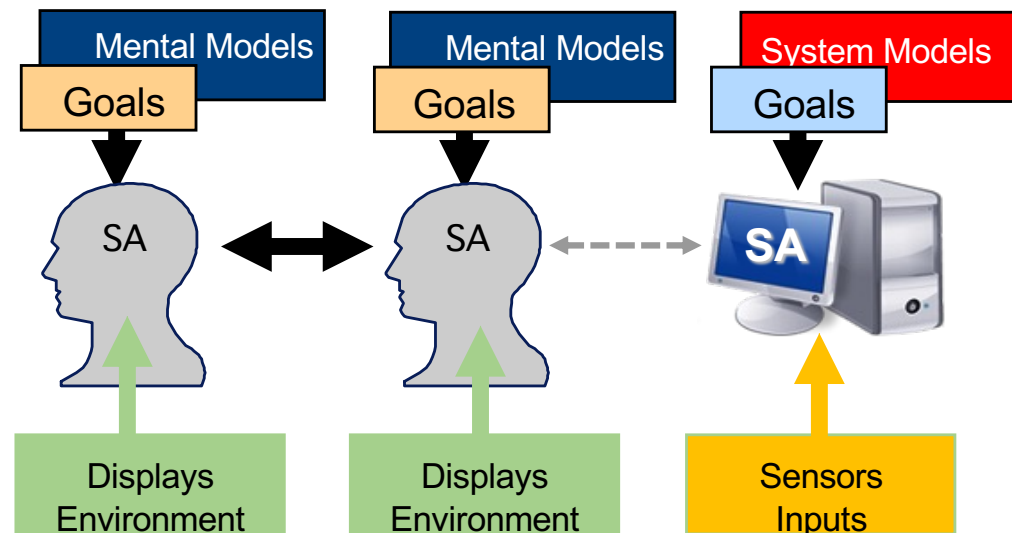 Mental Models
Goals
Mental Models
Goals
System Models
Goals
SA
SA
SA
Displays
Environment
Displays
Environment
Sensors
Inputs